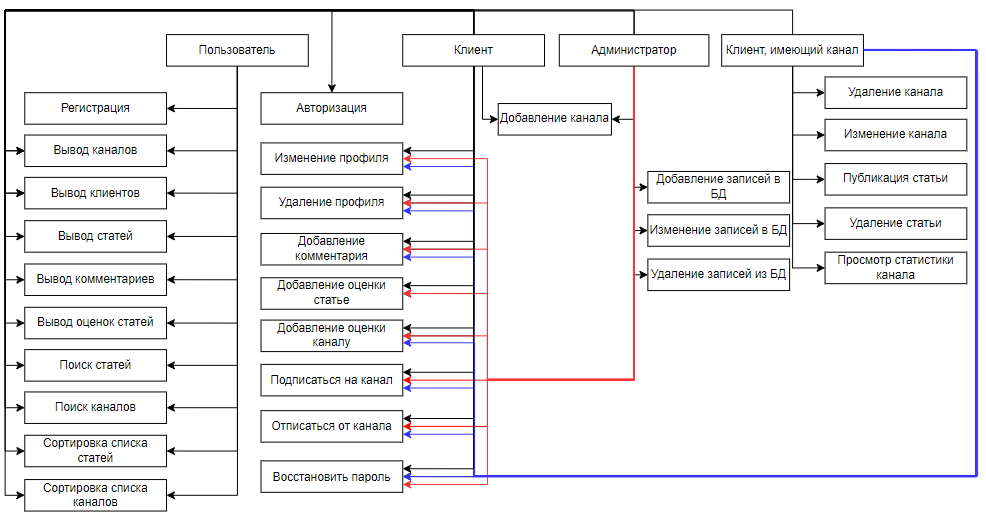 Пользователь
Клиент
Администратор
Клиент, имеющий канал
Регистрация
Вывод каналов
Вывод клиентов
Вывод статей
Вывод комментариев
Вывод оценок статей
Поиск статей
Поиск каналов
Сортировка списка
статей
Сортировка списка
каналов
Авторизация
Изменение профиля
Удаление профиля
Добавление
комментария
Добавление оценки
статье
Добавление оценки
каналу
Подписаться на канал
Отписаться от канала
Восстановить пароль
Добавление канала
Добавление записей в
БД
Изменение записей в БД
Удаление записей из БД
Удаление канала
Изменение канала
Публикация статьи
Удаление статьи
Просмотр статистики
канала